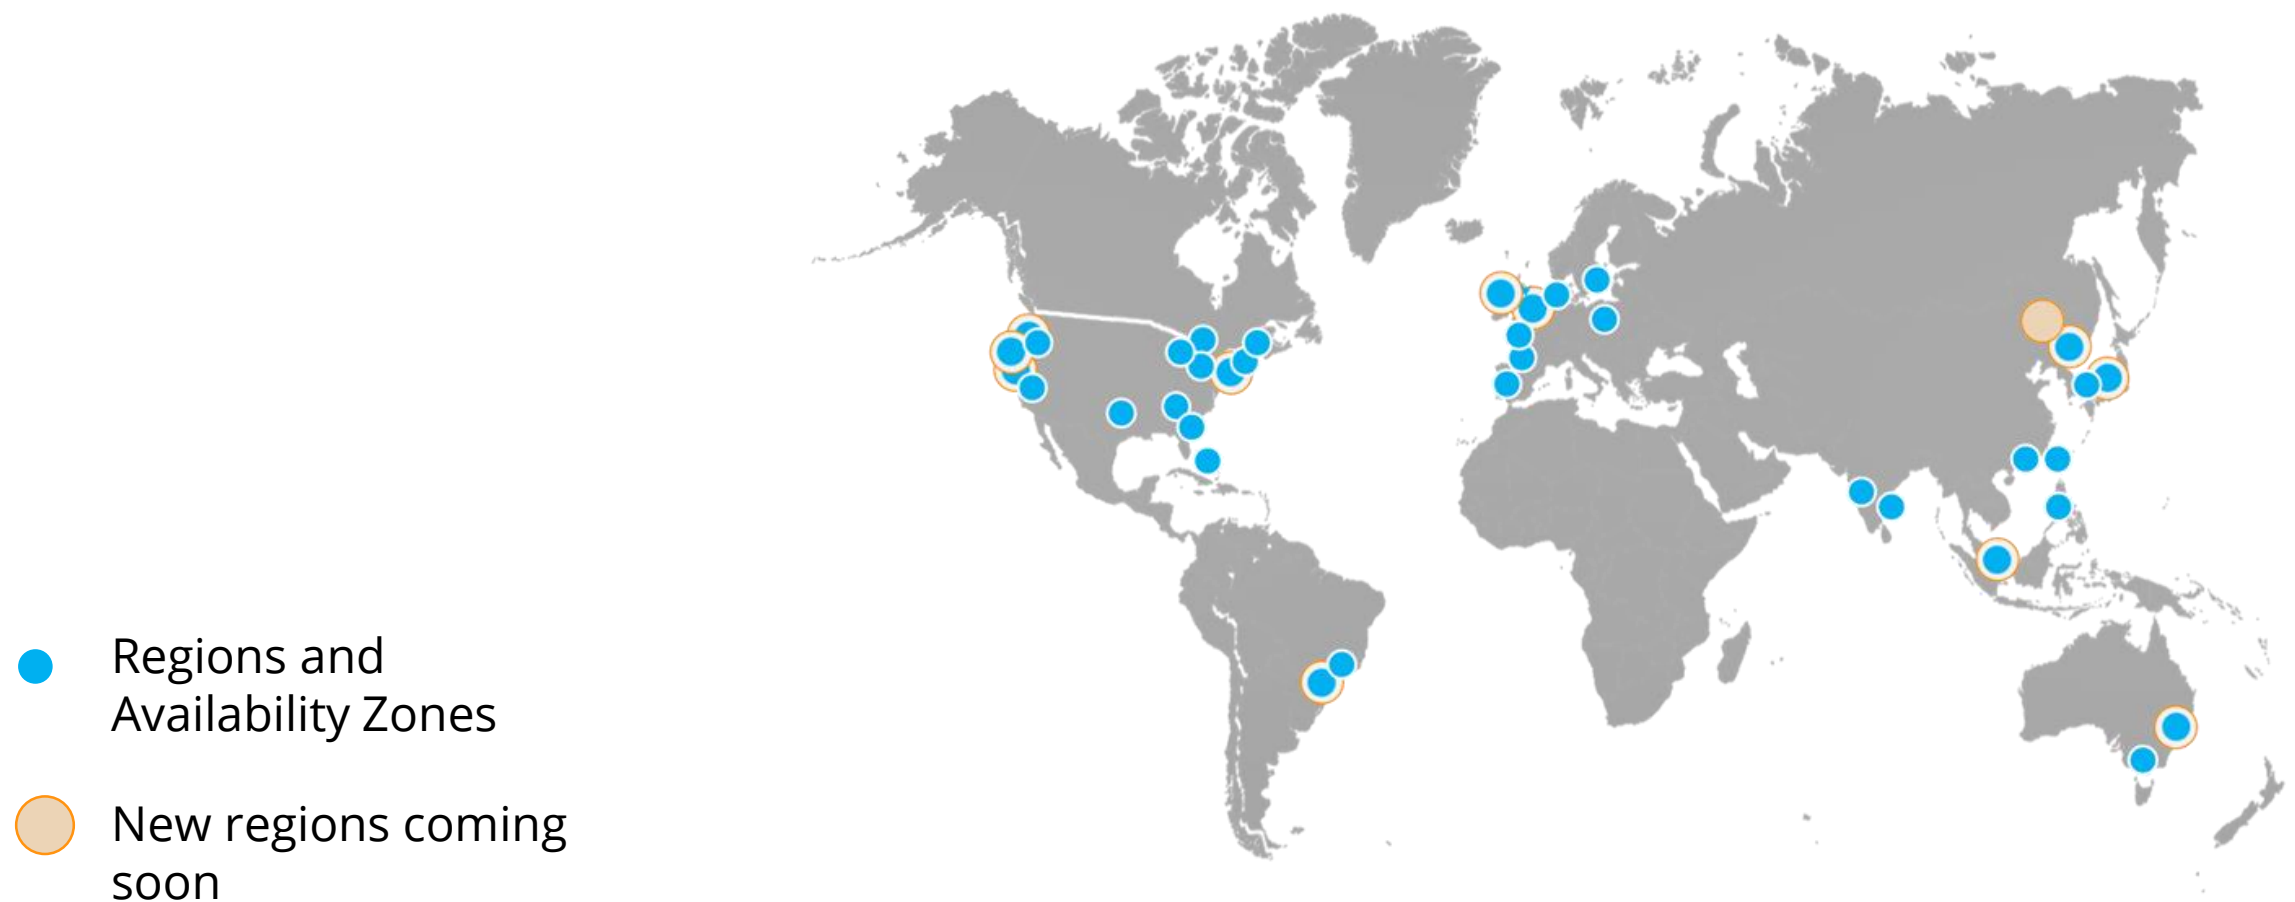 Regions and
Availability Zones
New regions coming
soon